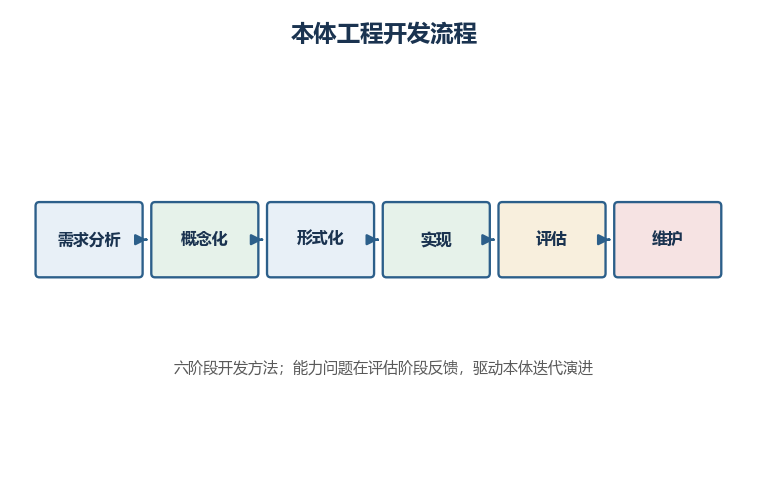 本体工程开发流程
需求分析
概念化
形式化
实现
评估
维护
六阶段开发方法；能力问题在评估阶段反馈，驱动本体迭代演进